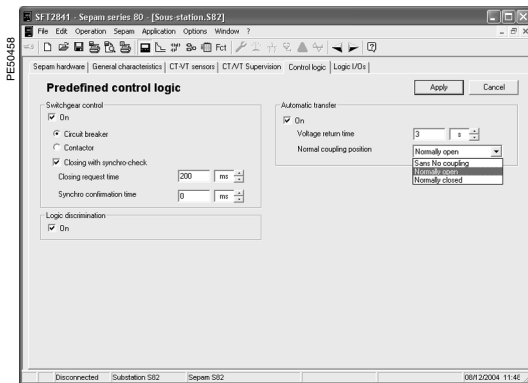 PE50458
SFT2841 - Sepam series 80 - [Sous-station.S82]
File Edit Operation Sepam Application Options Window ?
Fct
Sepam hardware General characteristics CT-VT sensors CT/VT Supervision Control logic Logic I/Os
Predefined control logic
Apply Cancel
Switchgear control
On
Circuit breaker
Contactor
Closing with synchro-check
Closing request time 200 ms
Synchro confirmation time 0 ms
Logic discrimination
On
Automatic transfer
On
Voltage return time 3 s
Normal coupling position Normally open
Sans No coupling
Normally open
Normally closed
Disconnected Substation S82 Sepam S82 08/12/2004 11:48